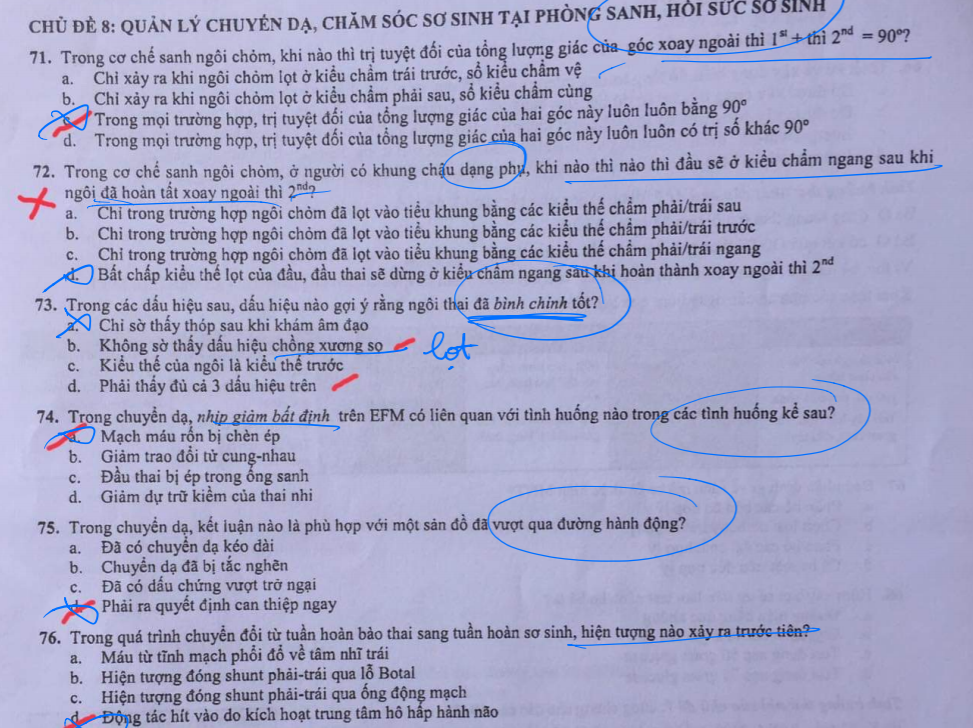 CHỦ ĐỀ 8: QUẢN LÝ CHUYỂN DẠ, CHĂM SÓC SƠ SINH TẠI PHÒNG SANH, HỒI SỨC SƠ SINH
71. Trong cơ chế sanh ngôi chỏm, khi nào thì trị tuyệt đối của tổng lượng giác của góc xoay ngoài thì 1st + thì 2nd = 90°?
a. Chỉ xảy ra khi ngôi chỏm lọt ở kiểu chẩm trái trước, sổ kiểu chẩm vệ
b. Chỉ xảy ra khi ngôi chỏm lọt ở kiểu chẩm phải sau, sổ kiểu chẩm cùng
c. Trong mọi trường hợp, trị tuyệt đối của tổng lượng giác của hai góc này luôn luôn bằng 90°
d. Trong mọi trường hợp, trị tuyệt đối của tổng lượng giác của hai góc này luôn luôn có trị số khác 90°
72. Trong cơ chế sanh ngôi chỏm, ở người có khung chậu dạng phụ, khi nào thì nào thì đầu sẽ ở kiểu chẩm ngang sau khi
ngôi đã hoàn tất xoay ngoài thì 2nd?
a. Chỉ trong trường hợp ngôi chỏm đã lọt vào tiểu khung bằng các kiểu thế chẩm phải/trái sau
b. Chỉ trong trường hợp ngôi chỏm đã lọt vào tiểu khung bằng các kiểu thế chẩm phải/trái trước
c. Chỉ trong trường hợp ngôi chỏm đã lọt vào tiểu khung bằng các kiểu thế chẩm phải/trái ngang
d. Bất chấp kiểu thế lọt của đầu, đầu thai sẽ dừng ở kiểu chẩm ngang sau khi hoàn thành xoay ngoài thì 2nd
73. Trong các dấu hiệu sau, dấu hiệu nào gợi ý rằng ngôi thai đã bình chỉnh tốt?
a. Chỉ sờ thấy thóp sau khi khám âm đạo
b. Không sờ thấy dấu hiệu chồng xương sọ lọt
c. Kiểu thế của ngôi là kiểu thế trước
d. Phải thấy đủ cả 3 dấu hiệu trên
74. Trong chuyển dạ, nhịp giảm bất định trên EFM có liên quan với tình huống nào trong các tình huống kể sau?
a. Mạch máu rốn bị chèn ép
b. Giảm trao đổi tử cung-nhau
c. Đầu thai bị ép trong ống sanh
d. Giảm dự trữ kiềm của thai nhi
75. Trong chuyển dạ, kết luận nào là phù hợp với một sản đồ đã vượt qua đường hành động?
a. Đã có chuyển dạ kéo dài
b. Chuyển dạ đã bị tắc nghẽn
c. Đã có dấu chứng vượt trở ngại
d. Phải ra quyết định can thiệp ngay
76. Trong quá trình chuyển đổi từ tuần hoàn bào thai sang tuần hoàn sơ sinh, hiện tượng nào xảy ra trước tiên?
a. Máu từ tĩnh mạch phổi đổ về tâm nhĩ trái
b. Hiện tượng đóng shunt phải-trái qua lỗ Botal
c. Hiện tượng đóng shunt phải-trái qua ống động mạch
d. Động tác hít vào do kích hoạt trung tâm hô hấp hành não